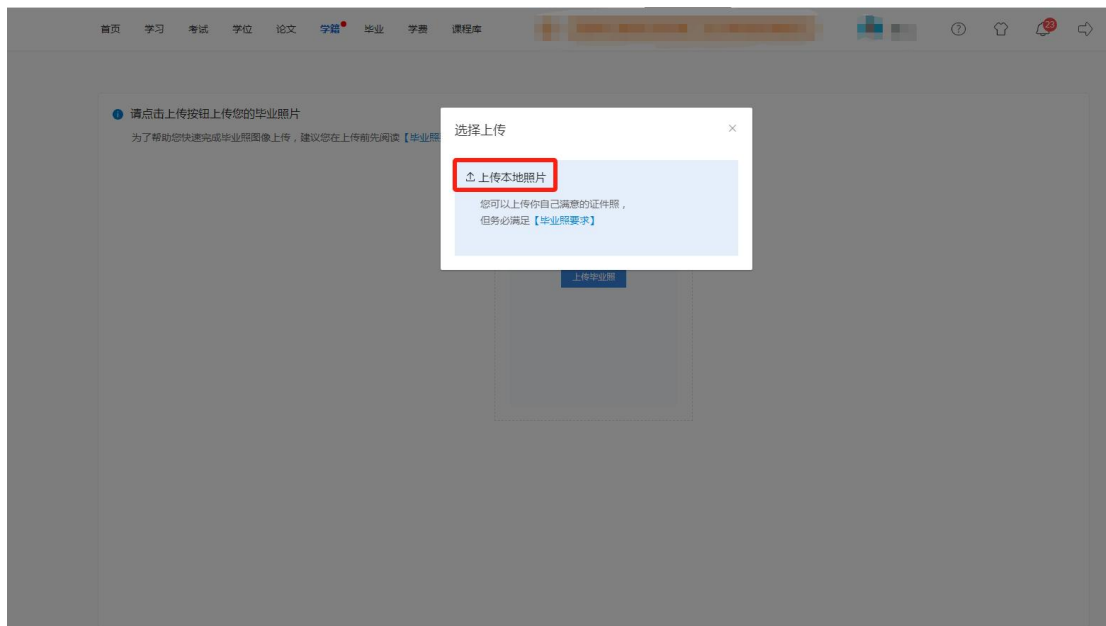 首页 学习 考试 学位 论文 学籍 毕业 学费 课程库 23
请点击上传按钮上传您的毕业照片
为了帮助您快速完成毕业照图像上传，建议您在上传前先阅读【毕业照
选择上传
上传本地照片
您可以上传你自己满意的证件照，
但务必满足【毕业照要求】
上传毕业照